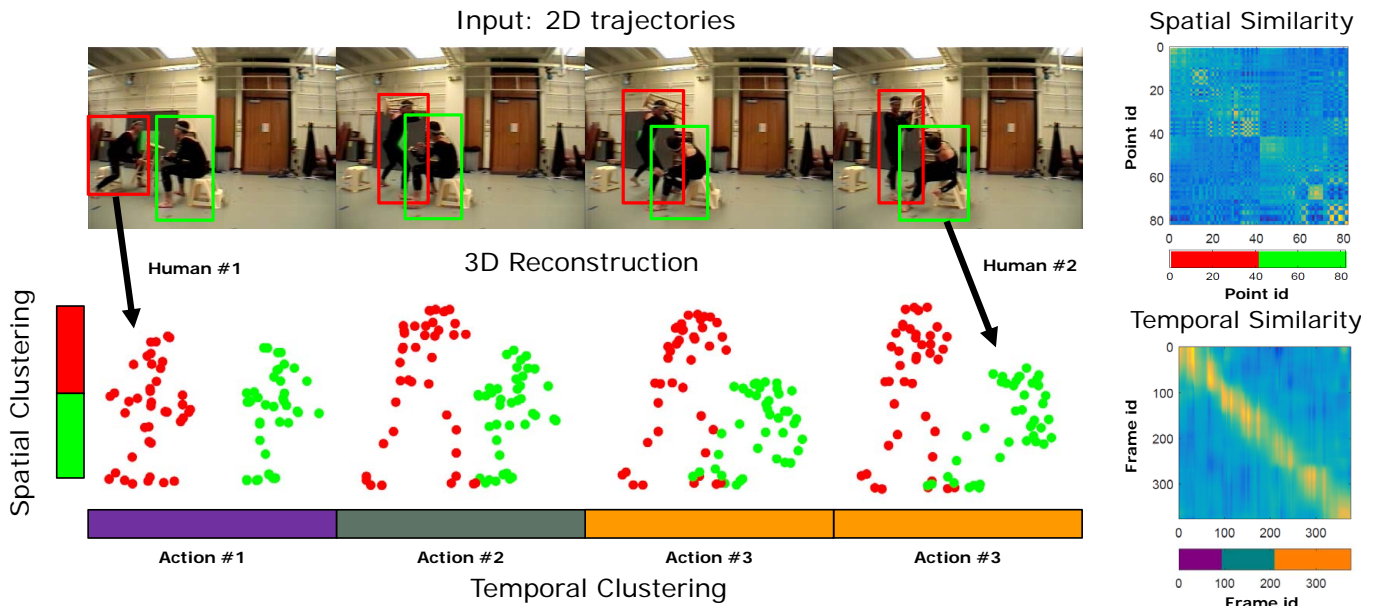 Input: 2D trajectories
Spatial Similarity
0
20
40
60
80
Point id
0 20 40 60 80
0 20 40 60 80
Point id
Human #1
3D Reconstruction
Human #2
Spatial Clustering
Temporal Similarity
0
100
200
300
Frame id
100 200 300
0 100 200 300
Frame id
Action #1
Action #2
Action #3
Action #3
Temporal Clustering